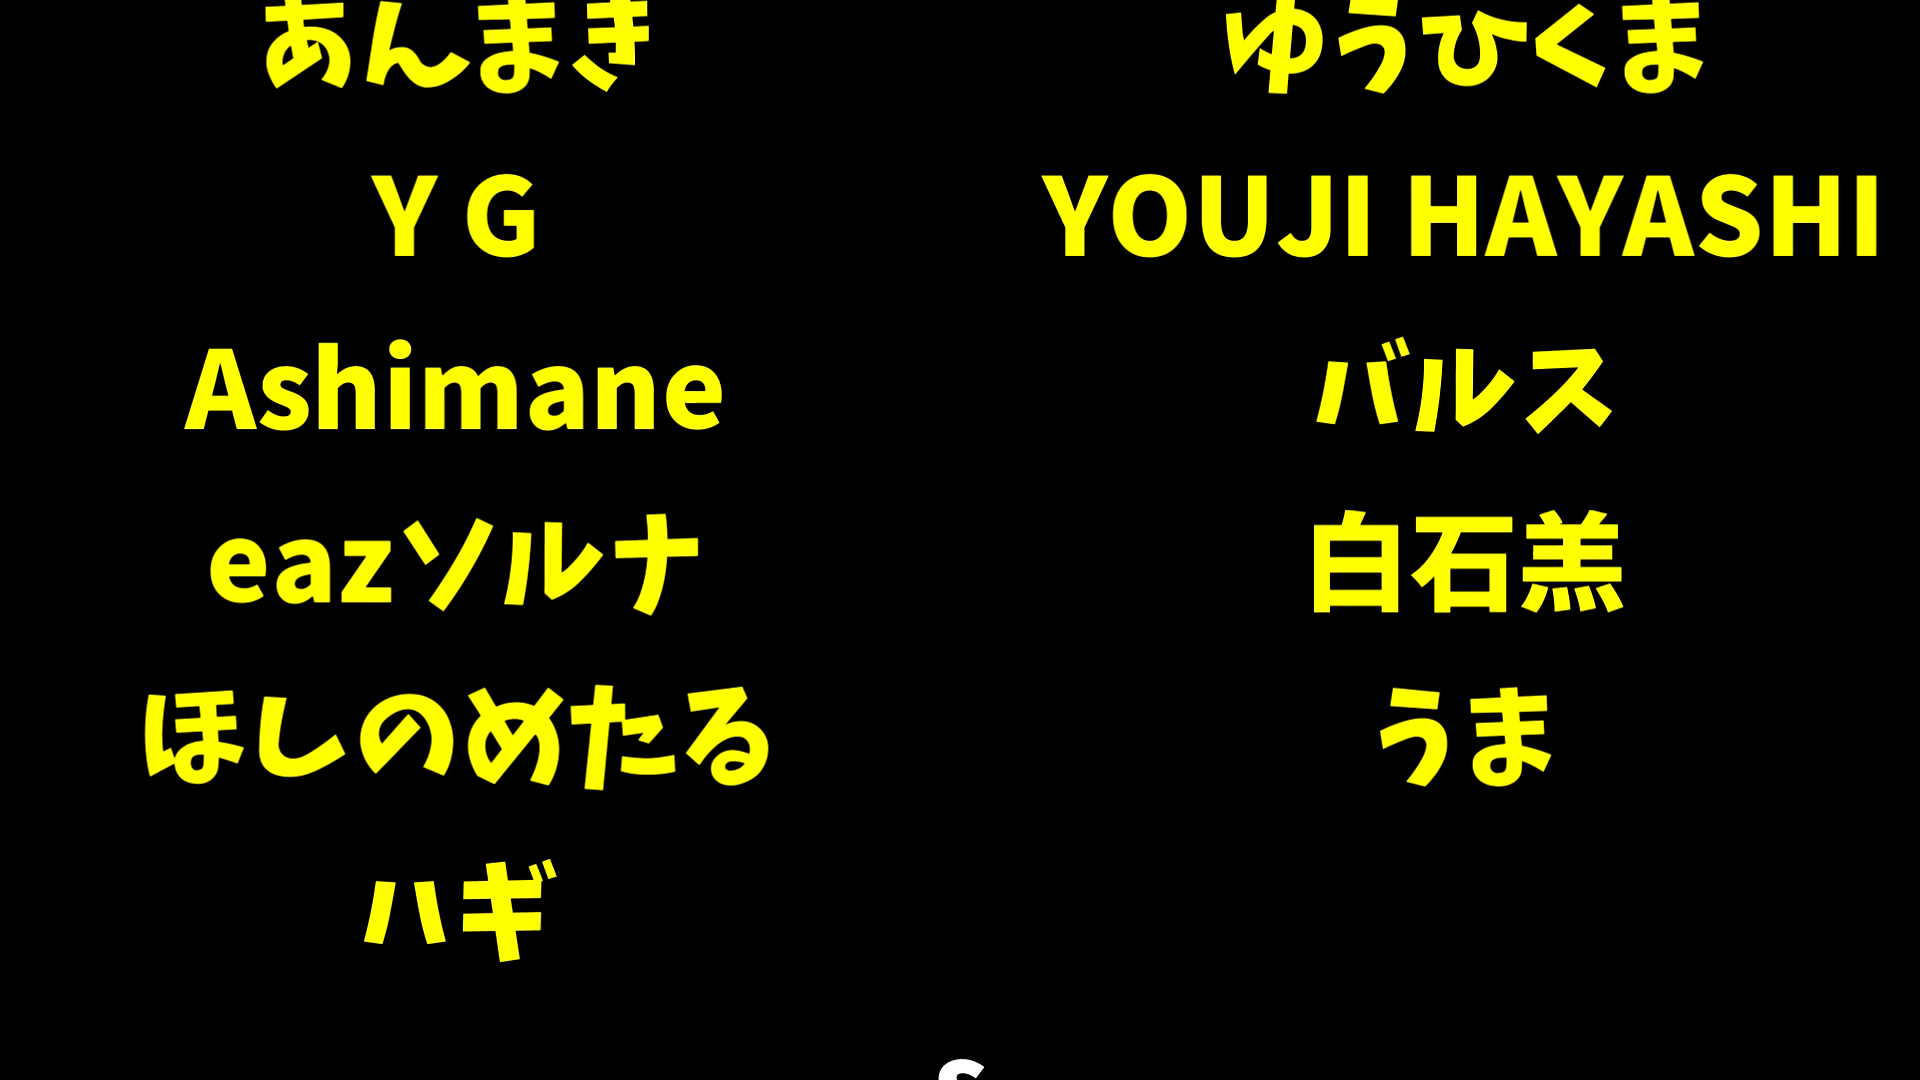 あんまき ゆうひくま
Y G YOUJI HAYASHI
Ashimane バルス
eazソルナ 白石羔
ほしのめたる うま
ハギ